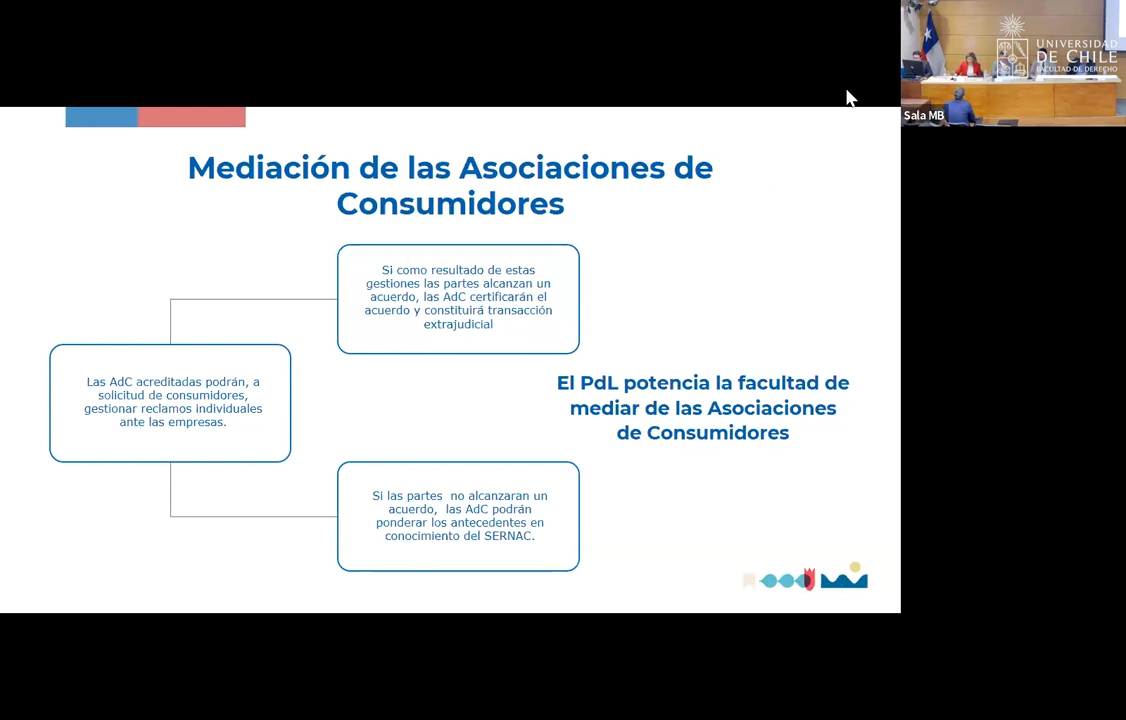 UNIVERSIDAD
DE CHILE
FACULTAD DE DERECHO
Sala MB
Mediación de las Asociaciones de
Consumidores
Si como resultado de estas
gestiones las partes alcanzan un
acuerdo, las AdC certificarán el
acuerdo y constituirá transacción
extrajudicial
Las AdC acreditadas podrán, a
solicitud de consumidores,
gestionar reclamos individuales
ante las empresas.
El PdL potencia la facultad de
mediar de las Asociaciones
de Consumidores
Si las partes  no alcanzaran un
acuerdo,  las AdC podrán
ponderar los antecedentes en
conocimiento del SERNAC.